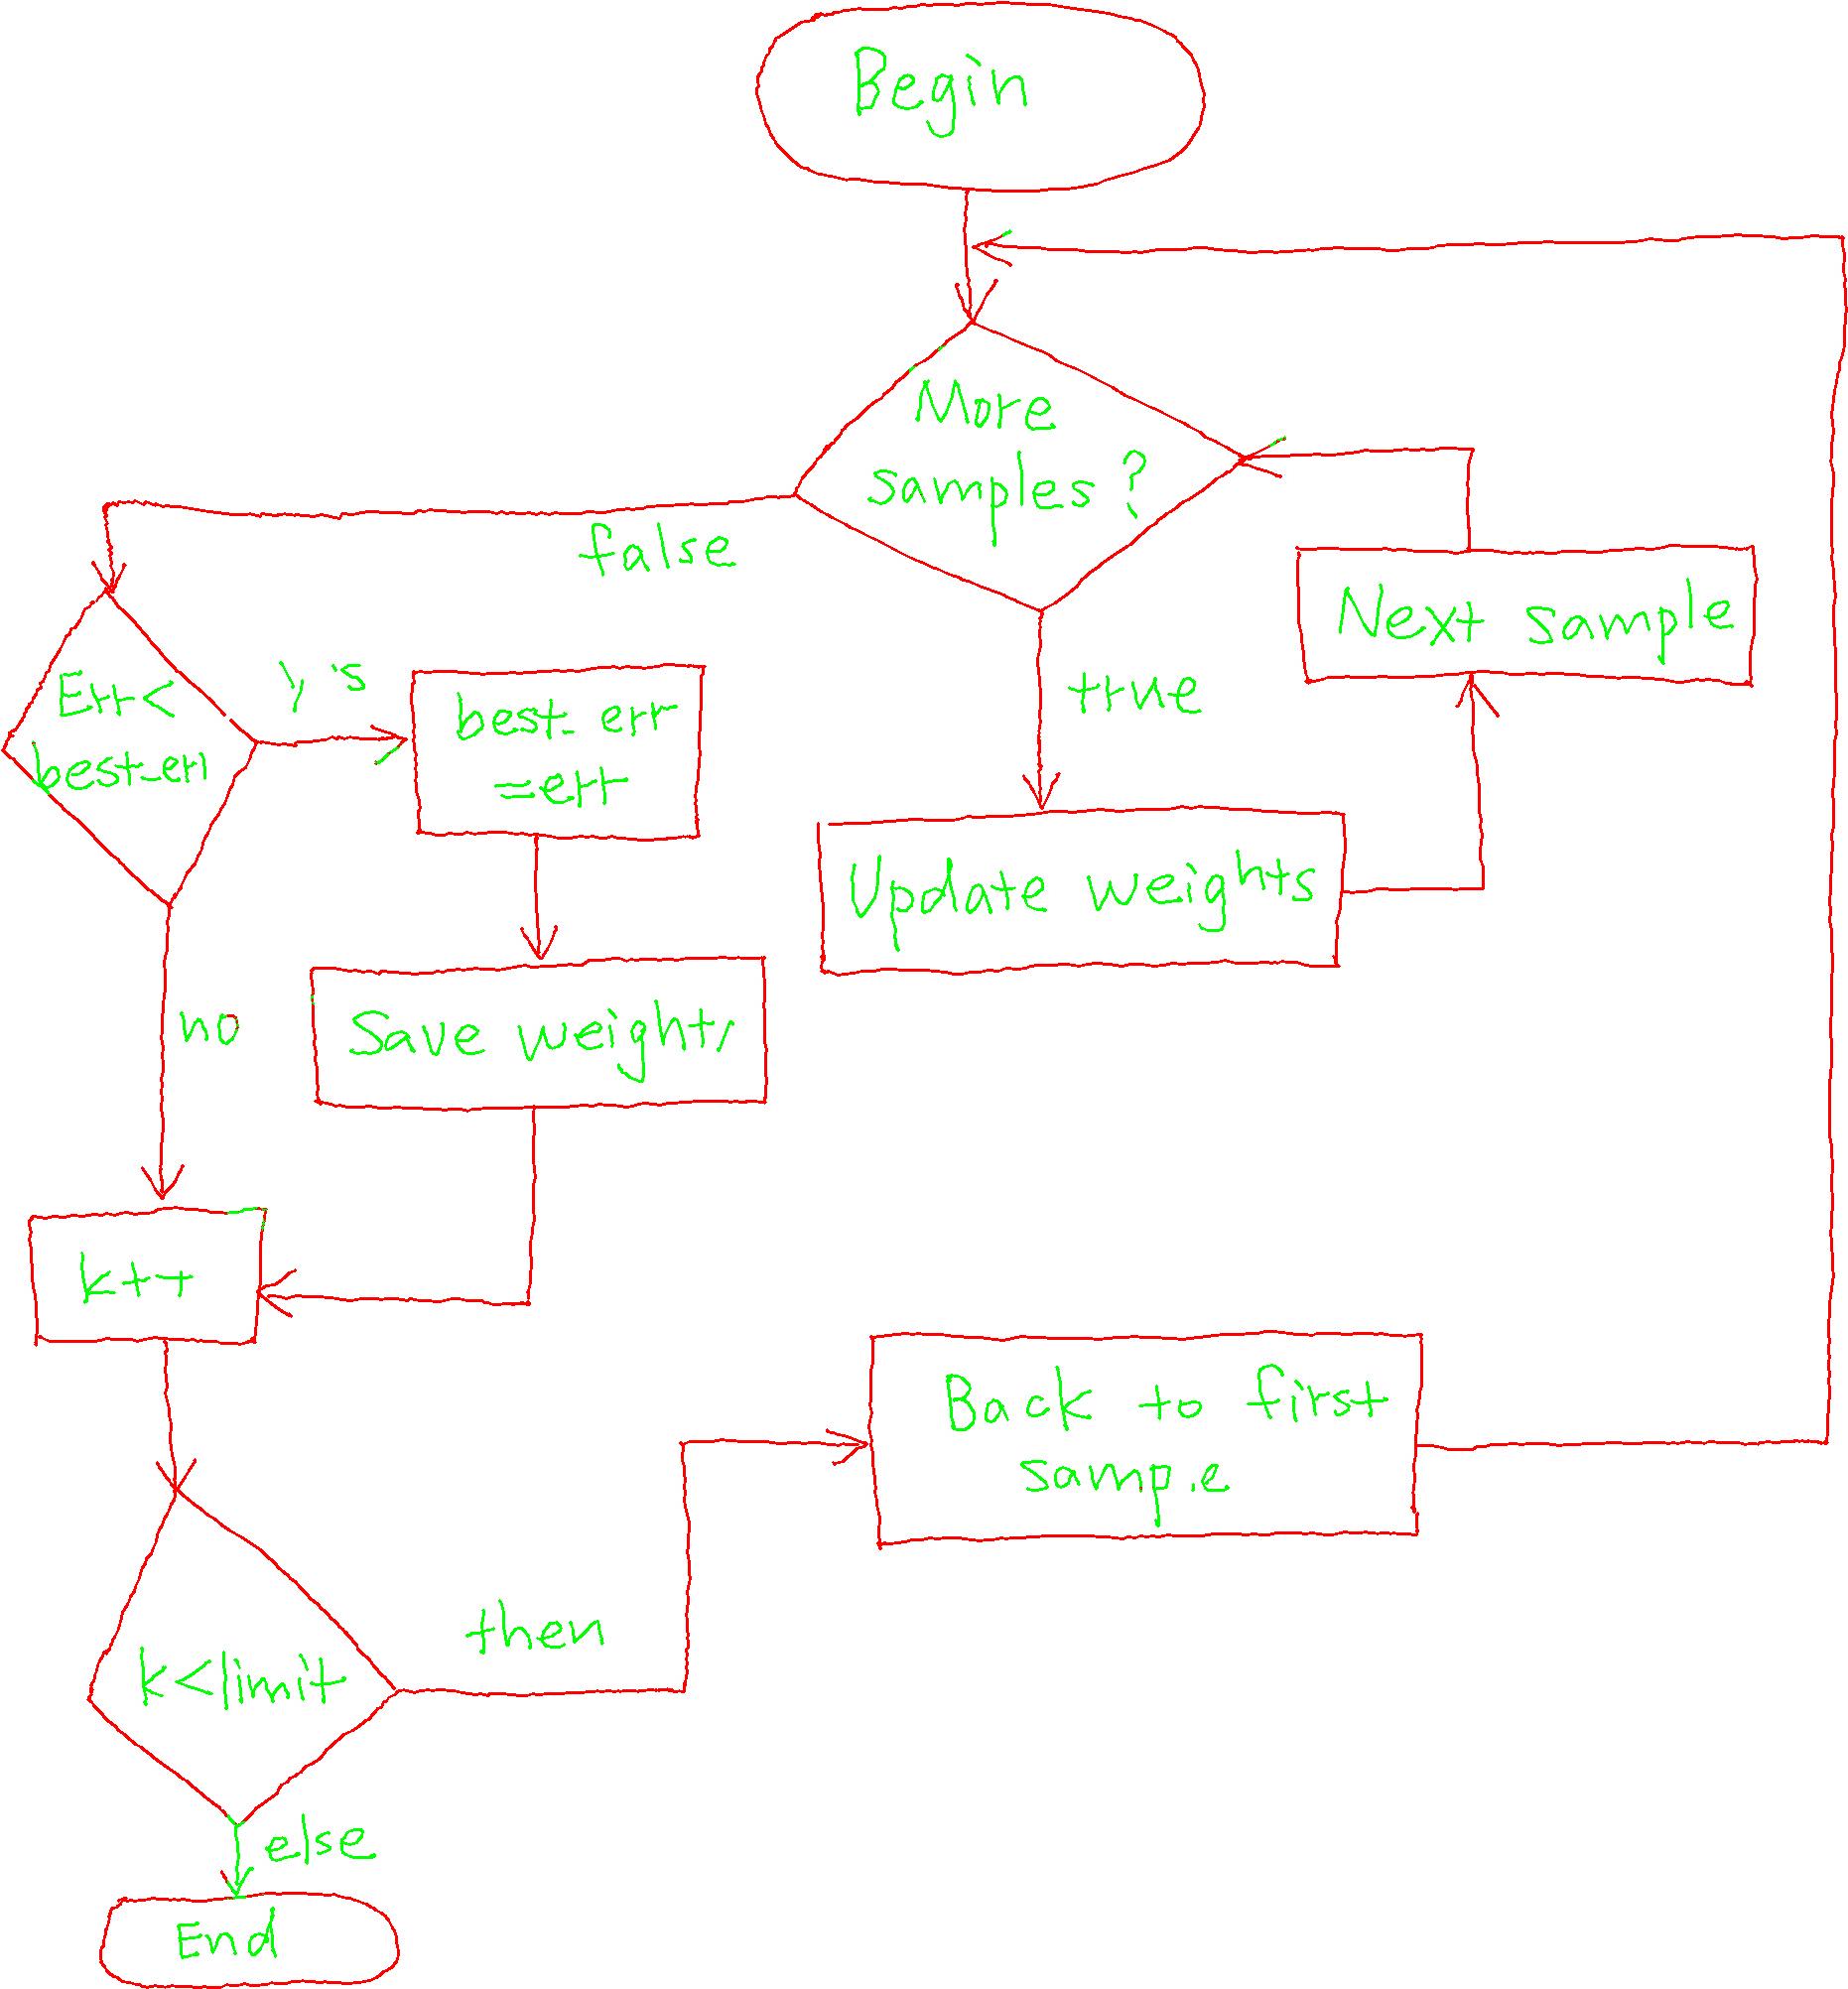 Begin
More
samples?
false
true
Next sample
Update weights
Err<
best_err
best_err
=err
no
Save weights
k++
Back to first
sample
k<limit
then
else
End